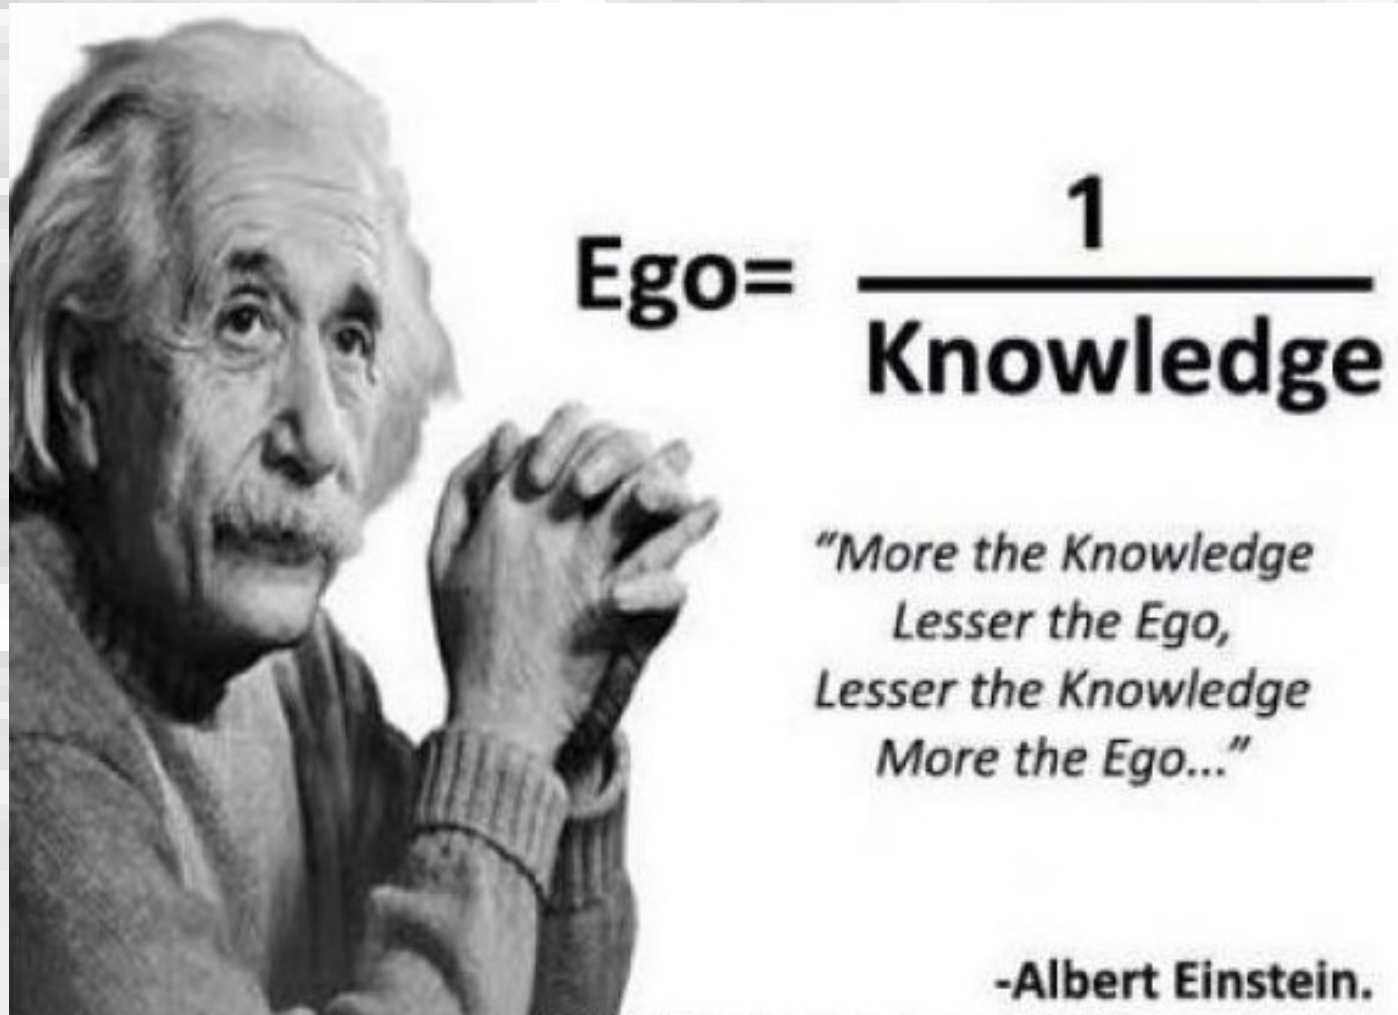 Ego= 1
Knowledge
“More the Knowledge
Lesser the Ego,
Lesser the Knowledge
More the Ego...”
-Albert Einstein.